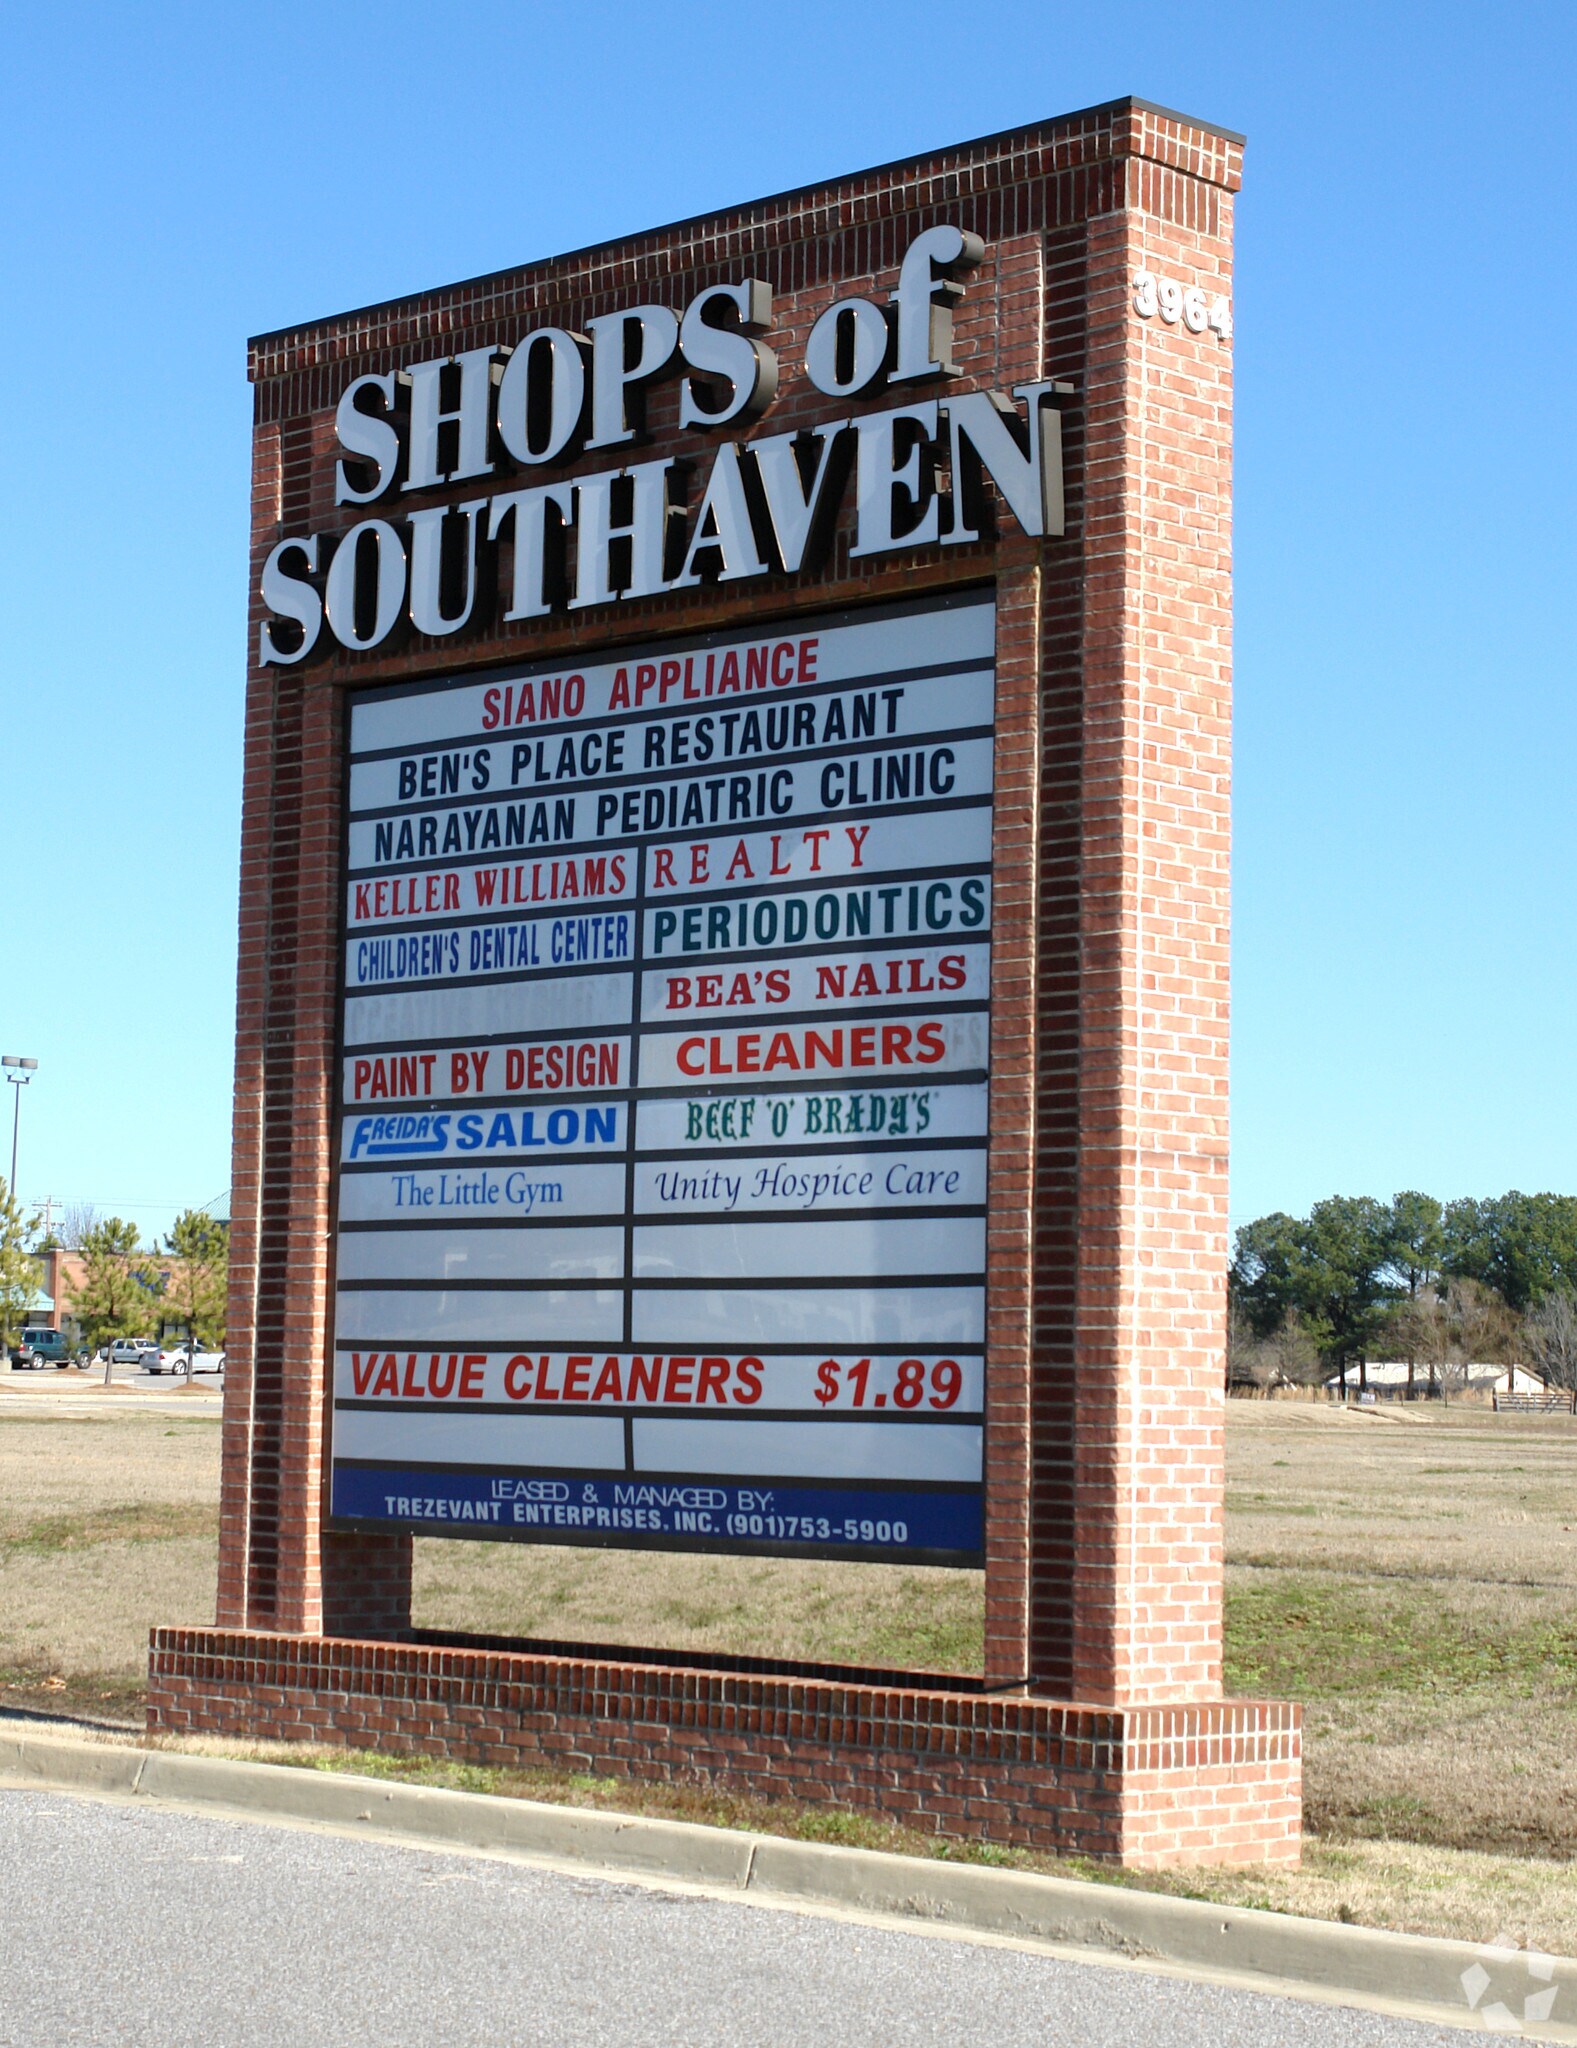 SHOPS of
SOUTHAVEN
3964
SIANO APPLIANCE
BEN'S PLACE RESTAURANT
NARAYANAN PEDIATRIC CLINIC
KELLER WILLIAMS REALTY
CHILDREN'S DENTAL CENTER PERIODONTICS
BEA'S NAILS
PAINT BY DESIGN CLEANERS
FREIDA'S SALON BEEF 'O' BRADY'S
The Little Gym Unity Hospice Care
VALUE CLEANERS $1.89
LEASED & MANAGED BY:
TREZEVANT ENTERPRISES, INC. (901)753-5900